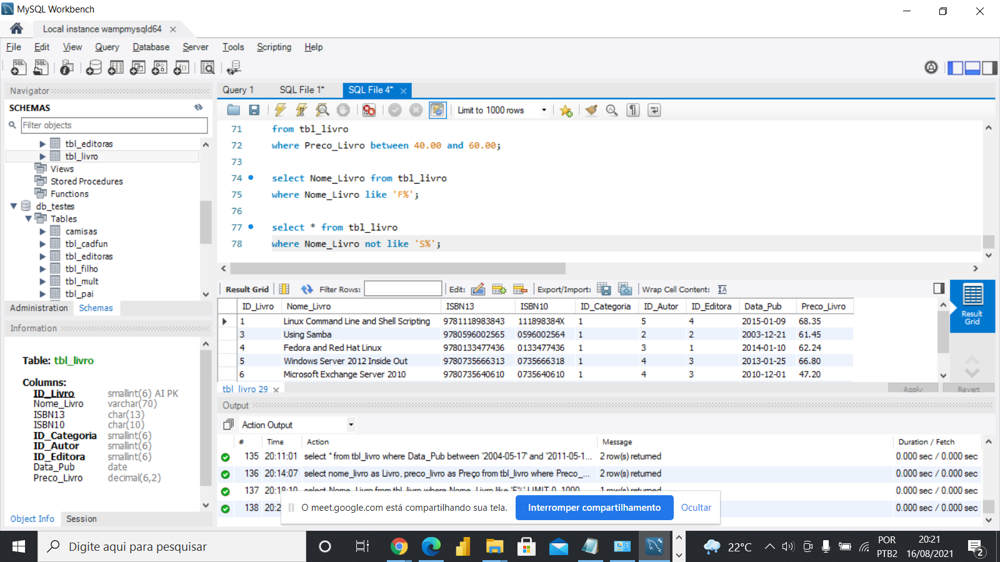 MySQL Workbench
Local instance wampmysqld64
File Edit View Query Database Server Tools Scripting Help
Navigator
SCHEMAS
Filter objects
tbl_editoras
tbl_livro
Views
Stored Procedures
Functions
db_testes
Tables
camisas
tbl_cadfun
tbl_editoras
tbl_filho
tbl_mult
tbl_pai
Administration Schemas
Information
Table: tbl_livro
Columns:
ID_Livro smallint(6) AI PK
Nome_Livro varchar(70)
ISBN13 char(13)
ISBN10 char(10)
ID_Categoria smallint(6)
ID_Autor smallint(6)
ID_Editora smallint(6)
Data_Pub date
Preco_Livro decimal(6,2)
Object Info Session
Query 1 SQL File 1* SQL File 4*
Limit to 1000 rows
71 from tbl_livro
72 where Preco_Livro between 40.00 and 60.00;
73
74 select Nome_Livro from tbl_livro
75 where Nome_Livro like 'F%';
76
77 select * from tbl_livro
78 where Nome_Livro not like 'S%';
Result Grid Filter Rows: Edit: Export/Import: Wrap Cell Content:
Result Grid
ID_Livro Nome_Livro ISBN13 ISBN10 ID_Categoria ID_Autor ID_Editora Data_Pub Preco_Livro
1 Linux Command Line and Shell Scripting 9781118983843 111898384X 1 5 4 2015-01-09 68.35
3 Using Samba 9780596002565 0596002564 1 2 2 2003-12-21 61.45
4 Fedora and Red Hat Linux 9780133477436 0133477436 1 3 1 2014-01-10 62.24
5 Windows Server 2012 Inside Out 9780735666313 0735666318 1 4 3 2013-01-25 66.80
6 Microsoft Exchange Server 2010 9780735640610 0735640610 1 4 3 2010-12-01 47.20
tbl_livro 29 Apply Revert
Output
Action Output
# Time Action Message Duration / Fetch
135 20:11:01 select * from tbl_livro where Data_Pub between '2004-05-17' and '2011-05-1... 2 row(s) returned 0.000 sec / 0.000 sec
136 20:14:07 select nome_livro as Livro, preco_livro as Preço from tbl_livro where Preco_... 2 row(s) returned 0.000 sec / 0.000 sec
137 20:18:10 select Nome_Livro from tbl_livro where Nome_Livro like 'F%' LIMIT 0, 1000 1 row(s) returned 0.000 sec / 0.000 sec
138 20:2 0.000 sec / 0.000 sec
O meet.google.com está compartilhando sua tela. Interromper compartilhamento Ocultar
Digite aqui para pesquisar
22°C
POR
PTB2
20:21
16/08/2021
2